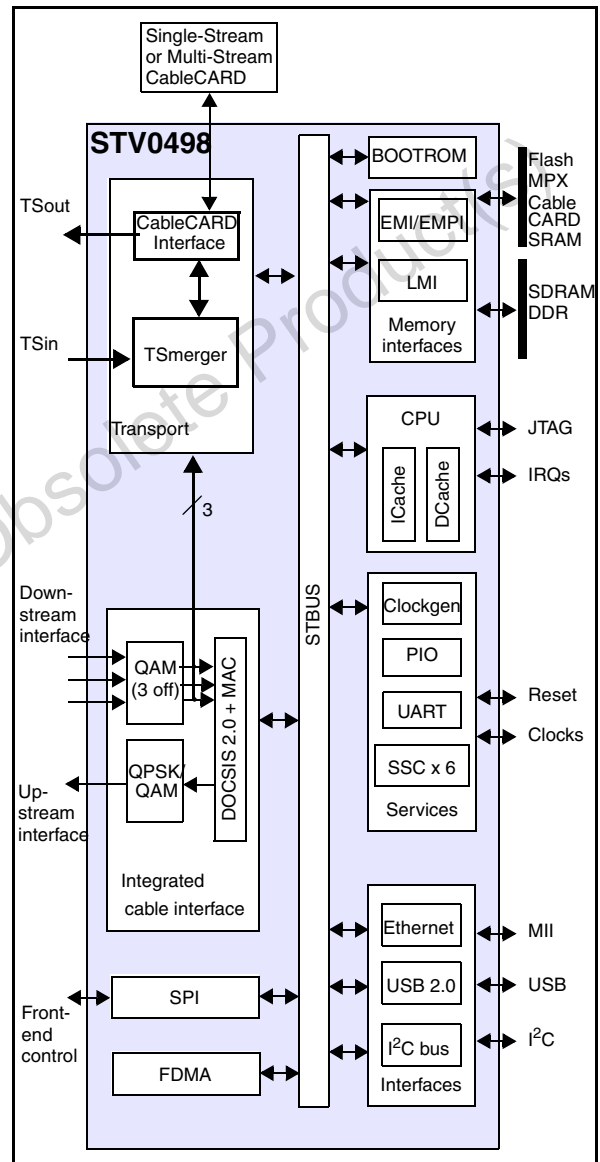 Single-Stream
or Multi-Stream
CableCARD
STV0498
TSout
CableCARD
Interface
TSin
TSmerger
Transport
3
Down-
stream
interface
QAM
(3 off)
DOCSIS 2.0 + MAC
QPSK/
QAM
Up-
stream
interface
Integrated
cable interface
SPI
Front-
end
control
FDMA
STBUS
BOOTROM
EMI/EMPI
LMI
Memory
interfaces
Flash
MPX
Cable
CARD
SRAM
SDRAM
DDR
CPU
ICache
DCache
JTAG
IRQs
Clockgen
PIO
UART
SSC x 6
Services
Reset
Clocks
Ethernet
USB 2.0
I²C bus
Interfaces
MII
USB
I²C
Obsolete Product(s)